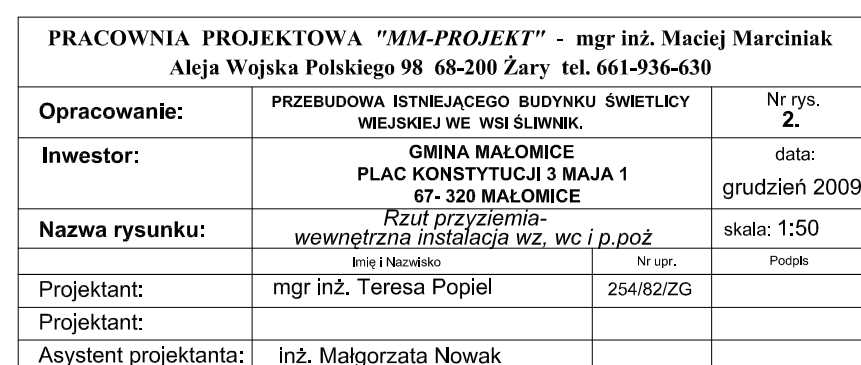 PRACOWNIA PROJEKTOWA "MM-PROJEKT" - mgr inż. Maciej Marciniak
Aleja Wojska Polskiego 98 68-200 Żary tel. 661-936-630
Opracowanie:
PRZEBUDOWA ISTNIEJĄCEGO BUDYNKU ŚWIETLICY
WIEJSKIEJ WE WSI ŚLIWNIK.
Nr rys.
2.
Inwestor:
GMINA MAŁOMICE
PLAC KONSTYTUCJI 3 MAJA 1
67- 320 MAŁOMICE
data:
grudzień 2009
Nazwa rysunku:
Rzut przyziemia-
wewnętrzna instalacja wz, wc i p.poż
skala: 1:50
Imię i Nazwisko
Nr upr.
Podpis
Projektant:
mgr inż. Teresa Popiel
254/82/ZG
Projektant:
Asystent projektanta:
inż. Małgorzata Nowak